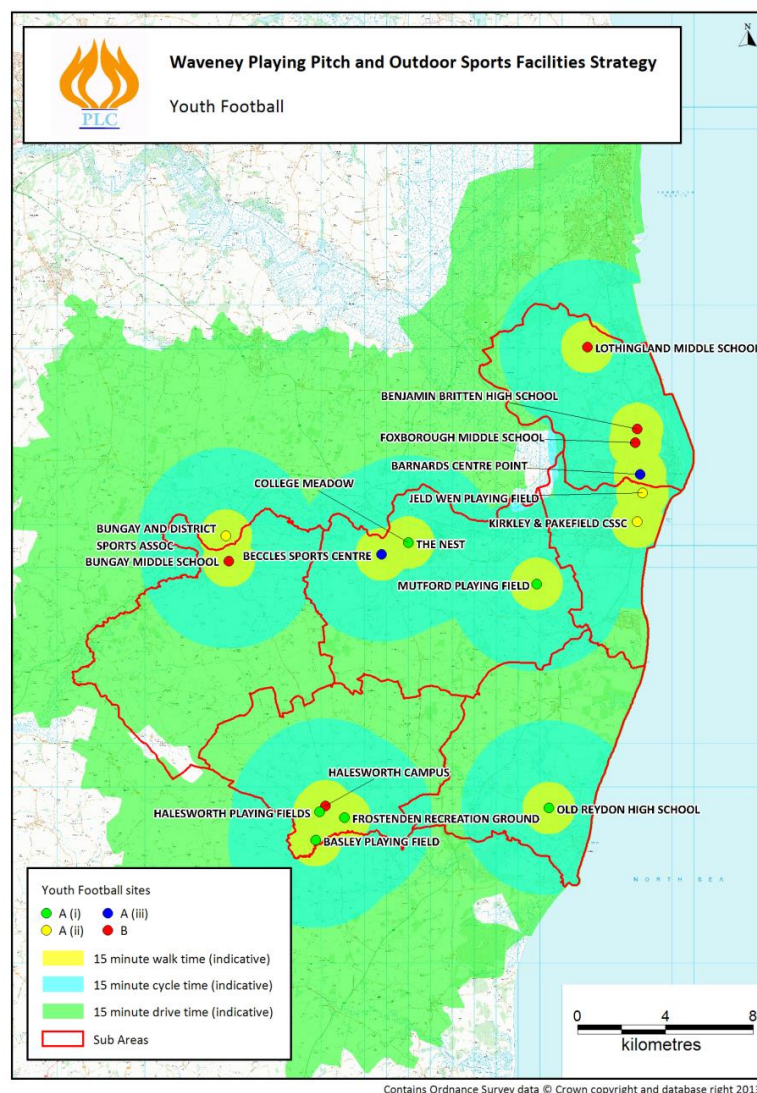 Waveney Playing Pitch and Outdoor Sports Facilities Strategy
Youth Football
PLC
N
LOTHINGLAND MIDDLE SCHOOL
BENJAMIN BRITTEN HIGH SCHOOL
FOXBOROUGH MIDDLE SCHOOL
BARNARDS CENTRE POINT
COLLEGE MEADOW
JELD WEN PLAYING FIELD
KIRKLEY & PAKEFIELD CSSC
BUNGAY AND DISTRICT
SPORTS ASSOC
BUNGAY MIDDLE SCHOOL
BECCLES SPORTS CENTRE
THE NEST
MUTFORD PLAYING FIELD
HALESWORTH CAMPUS
HALESWORTH PLAYING FIELDS
FROSTENDEN RECREATION GROUND
OLD REYDON HIGH SCHOOL
BASLEY PLAYING FIELD
NORTH SEA
Youth Football sites
A (i)
A (iii)
A (ii)
B
15 minute walk time (indicative)
15 minute cycle time (indicative)
15 minute drive time (indicative)
Sub Areas
0 4 8
kilometres
Contains Ordnance Survey data © Crown copyright and database right 2013